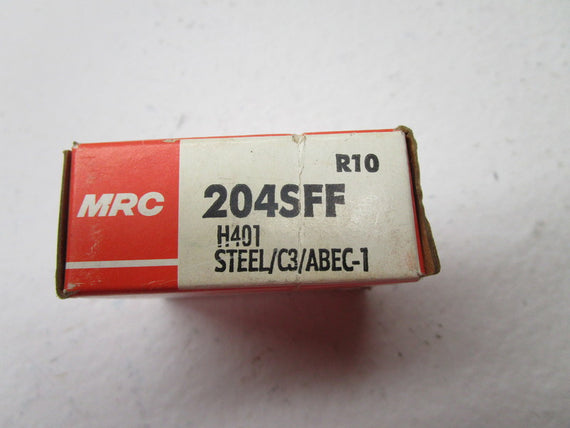 R10
MRC
204SFF
H401
STEEL/C3/ABEC-1